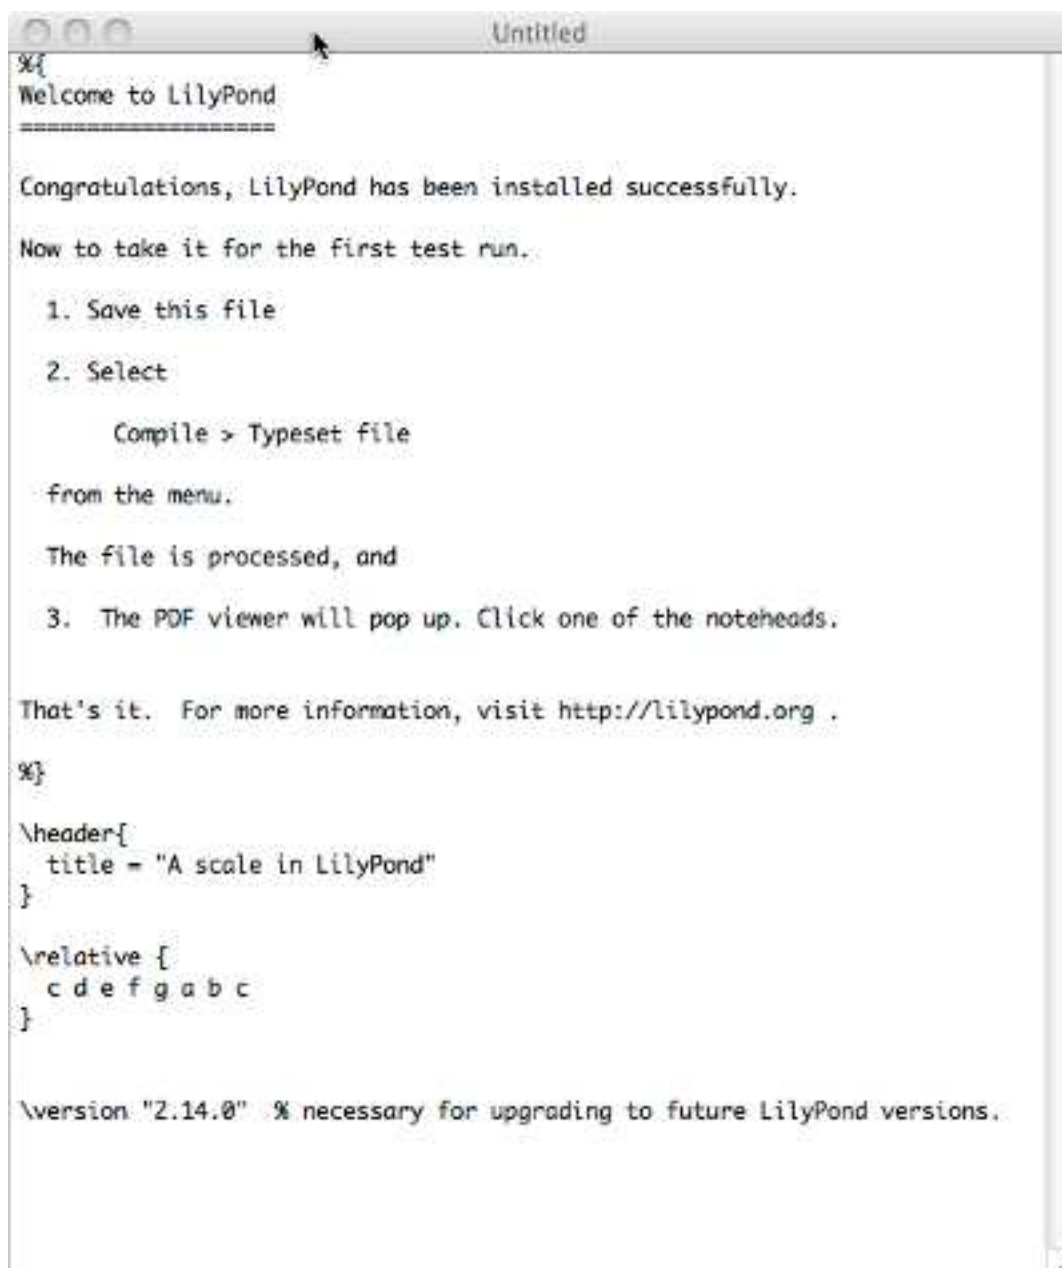 Untitled
%{
Welcome to LilyPond
===================
Congratulations, LilyPond has been installed successfully.
Now to take it for the first test run.
1. Save this file
2. Select
Compile > Typeset file
from the menu.
The file is processed, and
3.  The PDF viewer will pop up. Click one of the noteheads.
That's it.  For more information, visit http://lilypond.org .
%}
\header{
title = "A scale in LilyPond"
}
\relative {
c d e f g a b c
}
\version "2.14.0"  % necessary for upgrading to future LilyPond versions.